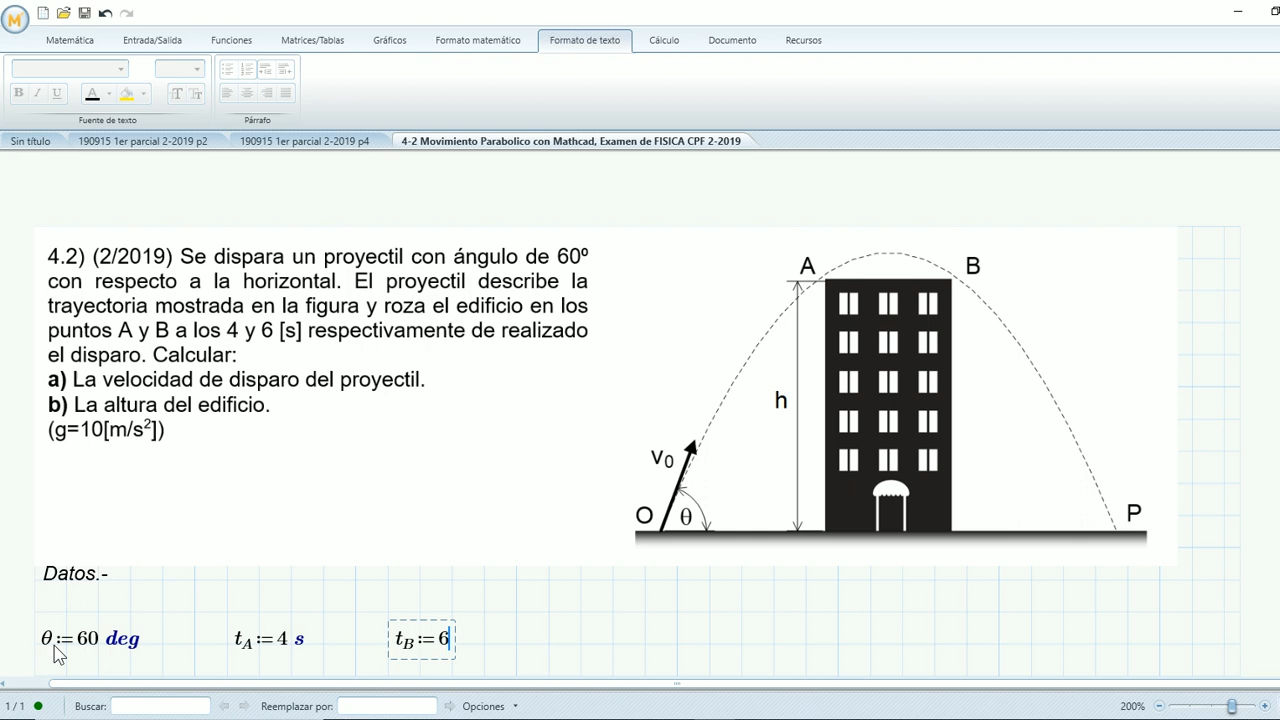 Matemática Entrada/Salida Funciones Matrices/Tablas Gráficos Formato matemático Formato de texto Cálculo Documento Recursos
B I U A T Tт
Fuente de texto Párrafo
Sin título 190915 1er parcial 2-2019 p2 190915 1er parcial 2-2019 p4 4-2 Movimiento Parabolico con Mathcad, Examen de FISICA CPF 2-2019
4.2) (2/2019) Se dispara un proyectil con ángulo de 60º
con respecto a la horizontal. El proyectil describe la
trayectoria mostrada en la figura y roza el edificio en los
puntos A y B a los 4 y 6 [s] respectivamente de realizado
el disparo. Calcular:
a) La velocidad de disparo del proyectil.
b) La altura del edificio.
(g=10[m/s²])
A B
h
v₀
O θ P
Datos.-
θ := 60 deg t_A := 4 s t_B := 6
1 / 1 Buscar: Reemplazar por: Opciones 200%